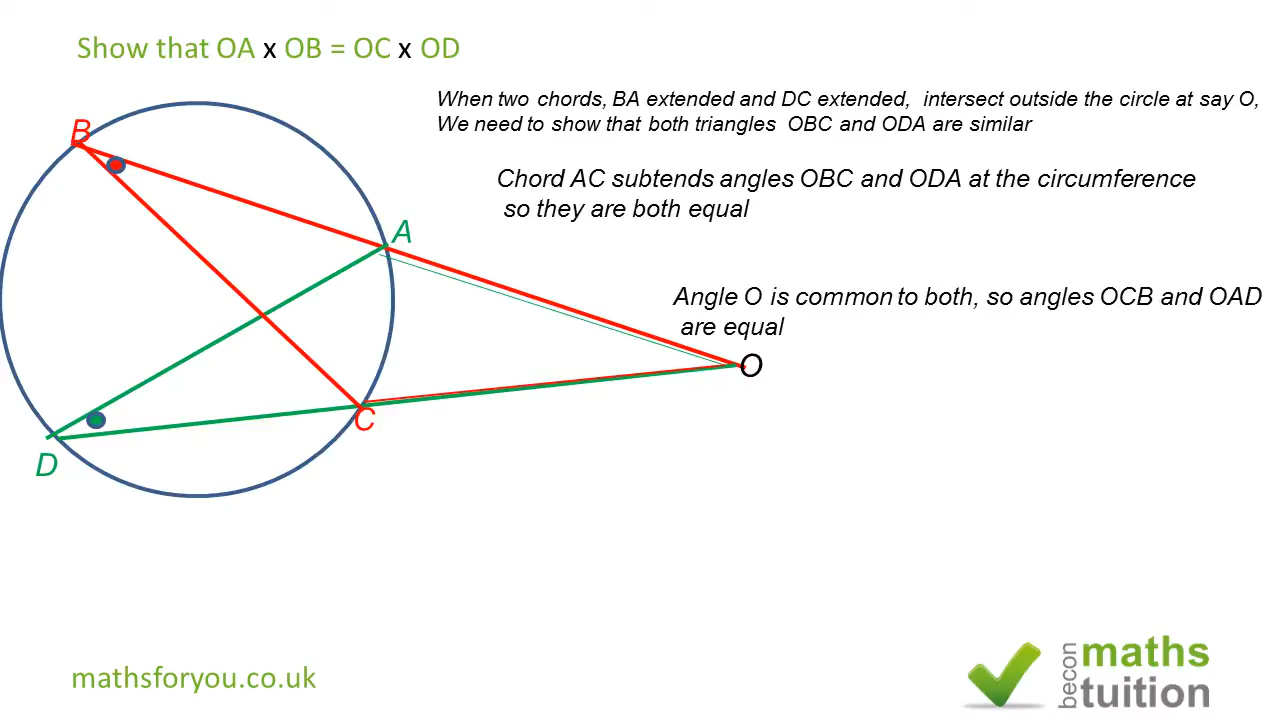 Show that OA x OB = OC x OD
When two chords, BA extended and DC extended, intersect outside the circle at say O,
We need to show that both triangles OBC and ODA are similar
Chord AC subtends angles OBC and ODA at the circumference
so they are both equal
Angle O is common to both, so angles OCB and OAD
are equal
B
A
O
C
D
mathsforyou.co.uk
becon
maths
tuition